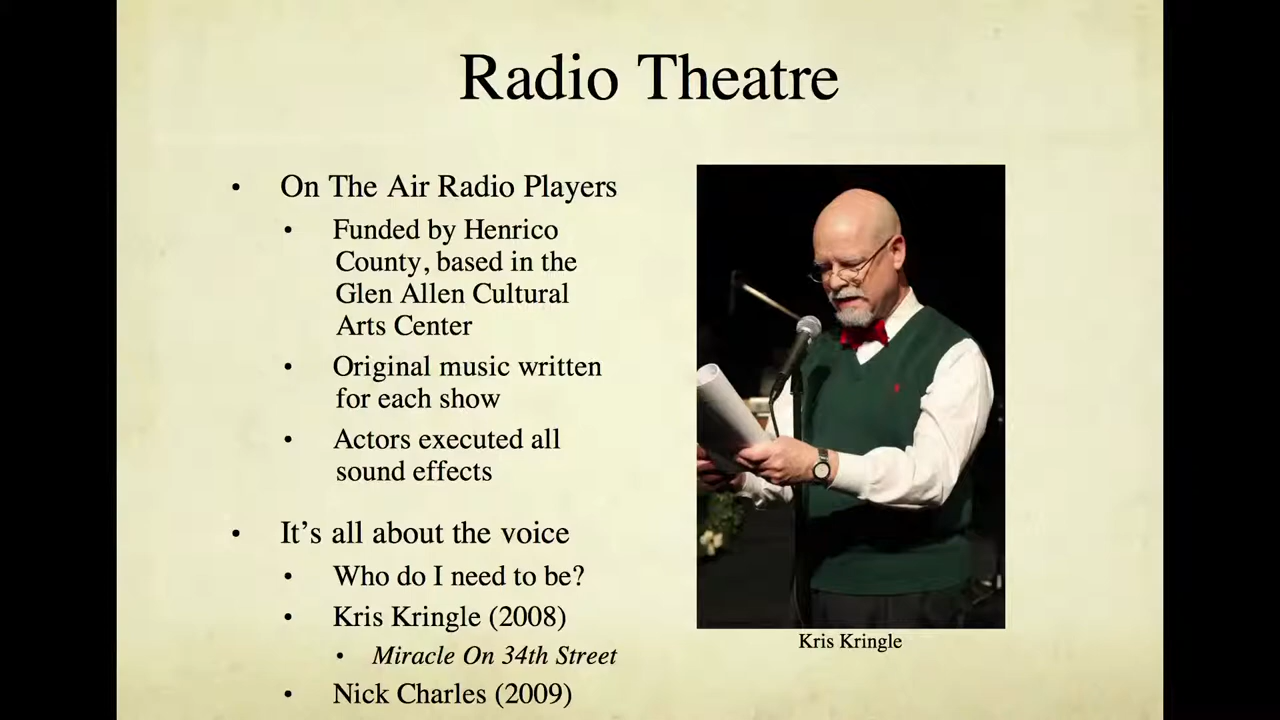 Radio Theatre
• On The Air Radio Players
• Funded by Henrico
County, based in the
Glen Allen Cultural
Arts Center
• Original music written
for each show
• Actors executed all
sound effects
• It’s all about the voice
• Who do I need to be?
• Kris Kringle (2008)
• Miracle On 34th Street
• Nick Charles (2009)
Kris Kringle